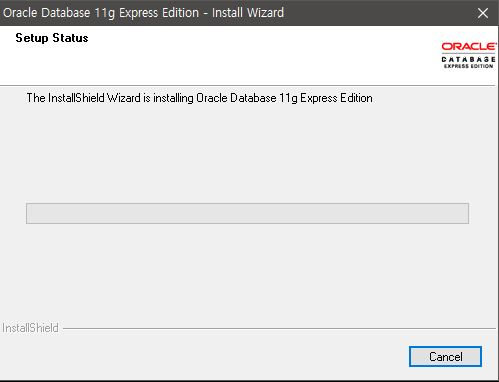 Oracle Database 11g Express Edition - Install Wizard
Setup Status
ORACLE
DATABASE
EXPRESS EDITION
The InstallShield Wizard is installing Oracle Database 11g Express Edition
InstallShield
Cancel